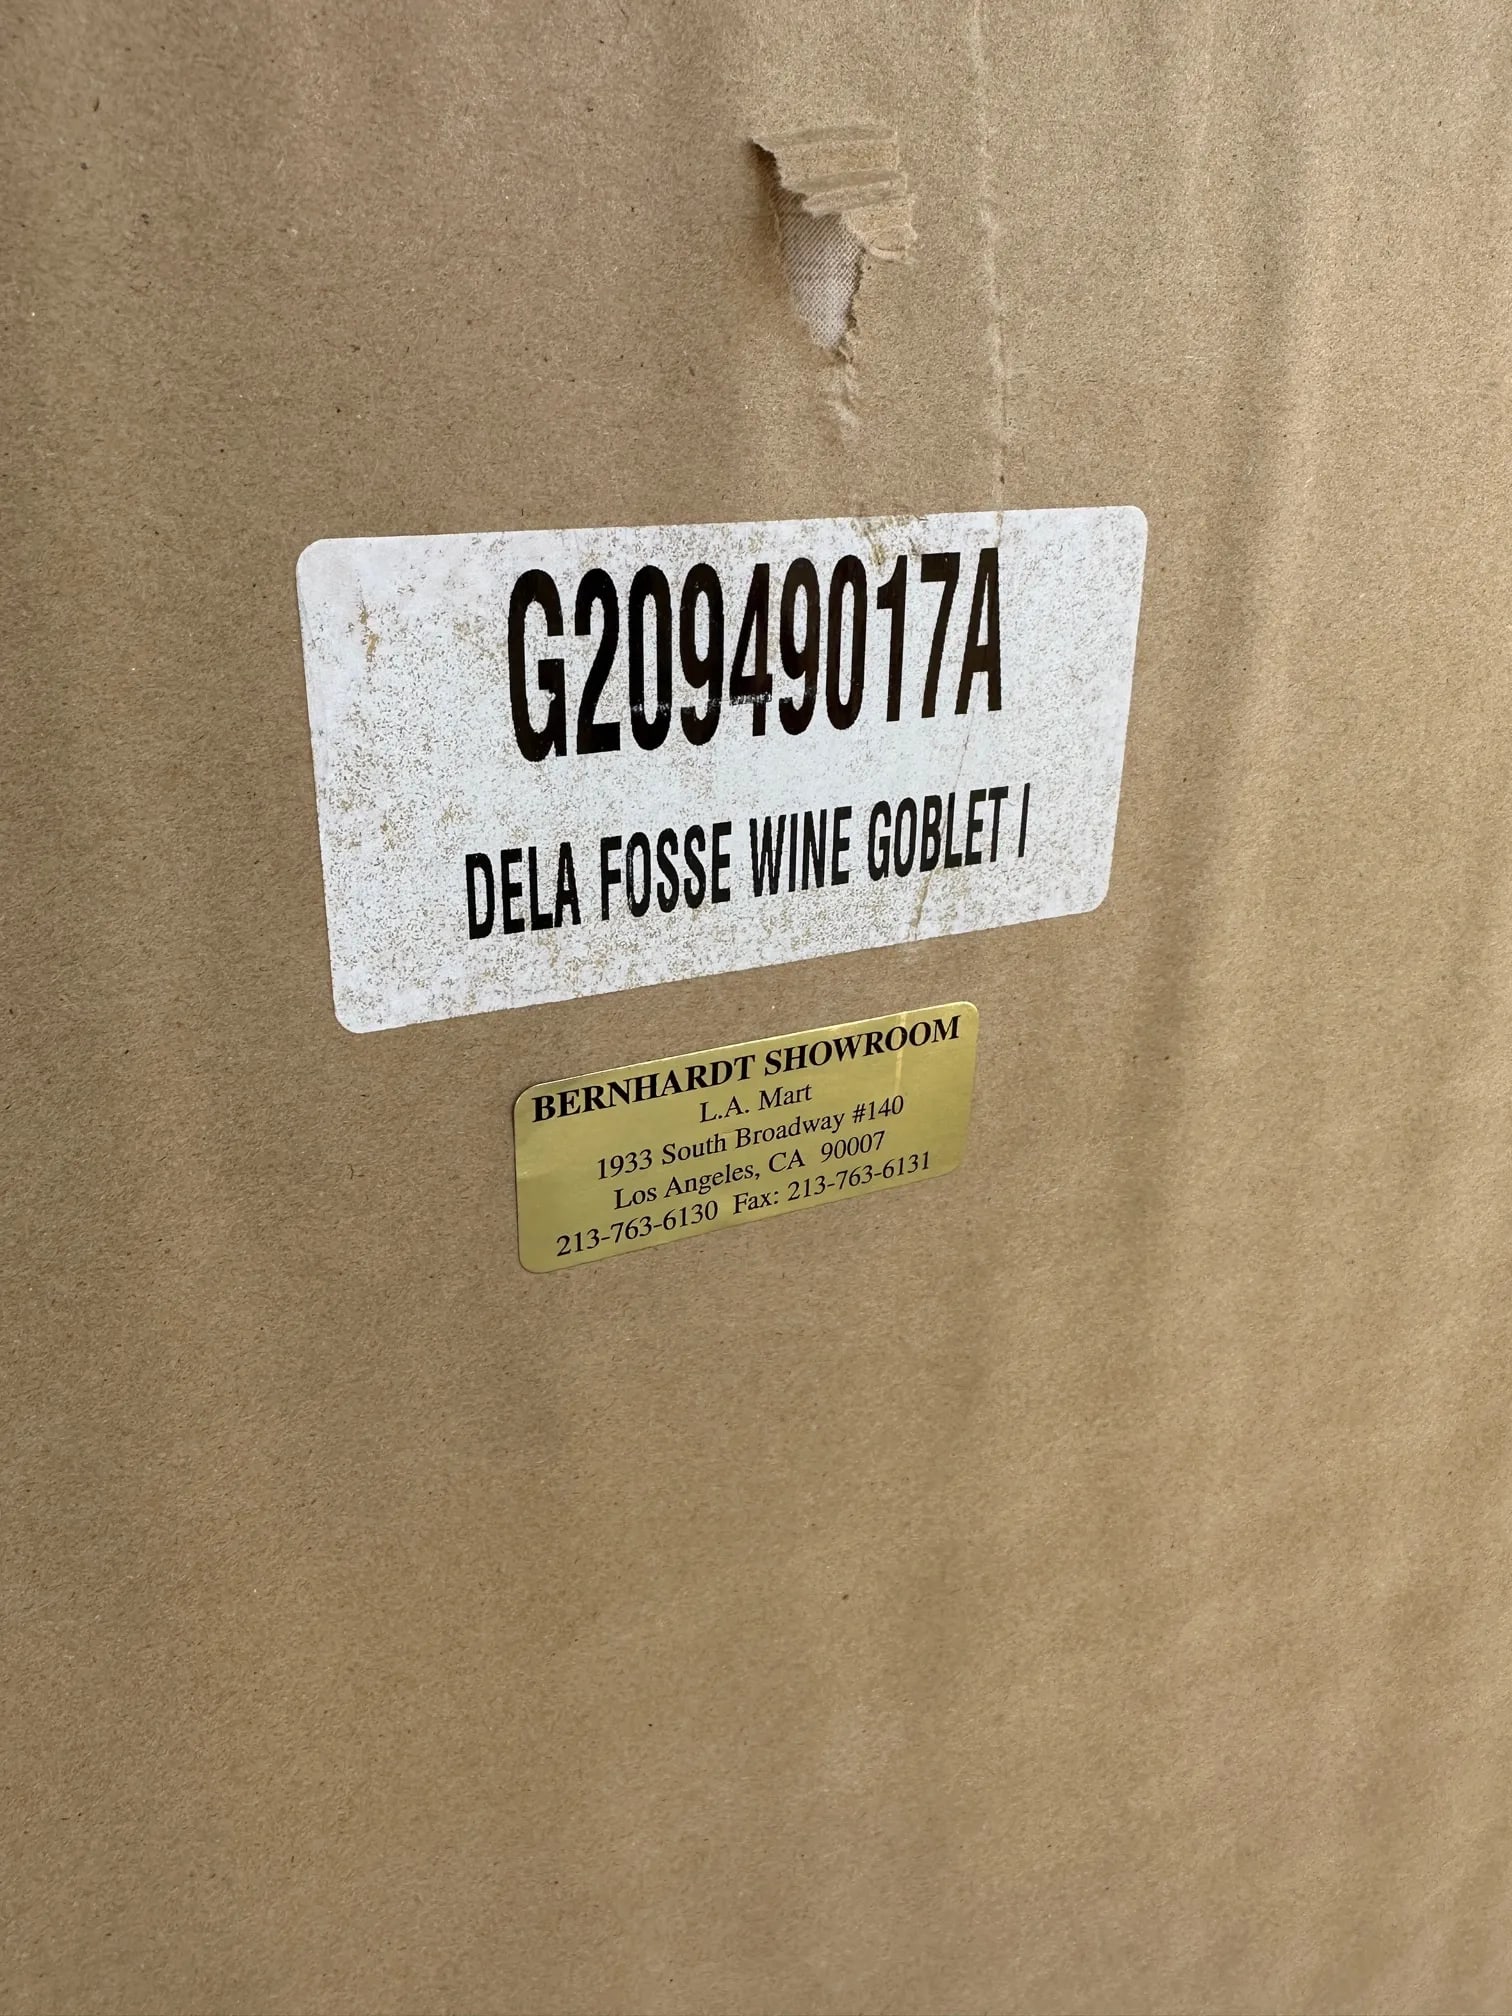 G20949017A
DELA FOSSE WINE GOBLET I
BERNHARDT SHOWROOM
L.A. Mart
1933 South Broadway #140
Los Angeles, CA 90007
213-763-6130 Fax: 213-763-6131